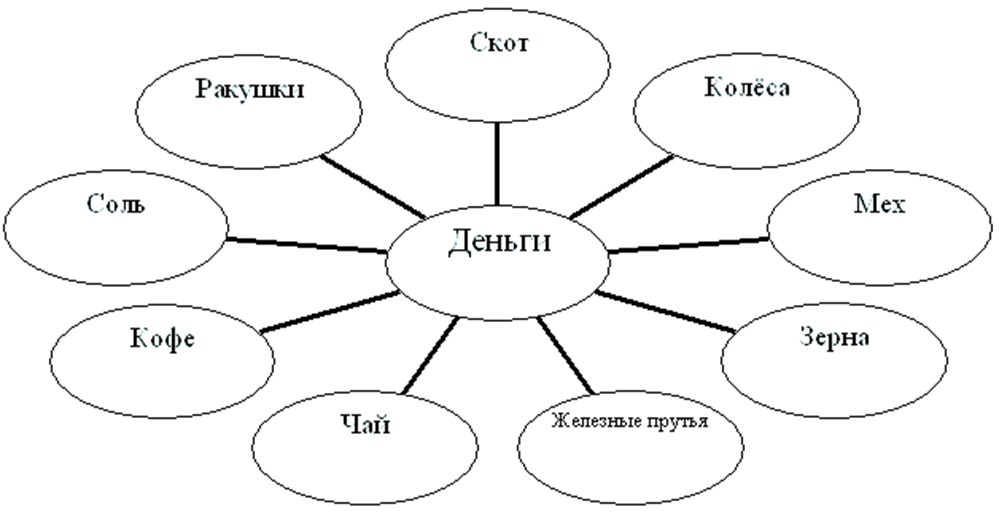 Скот
Ракушки
Колёса
Соль
Мех
Деньги
Кофе
Зерна
Чай
Железные прутья